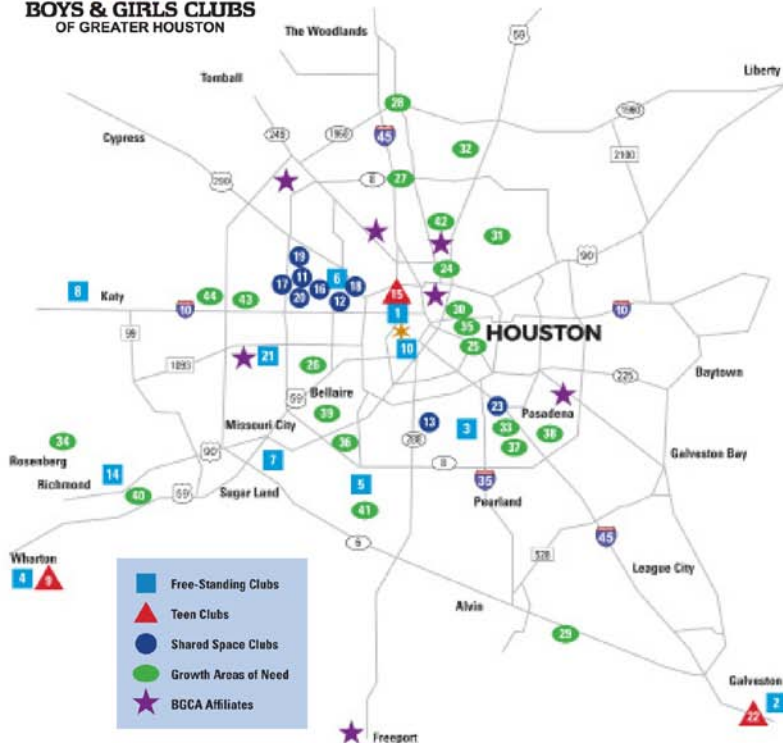 BOYS & GIRLS CLUBS
OF GREATER HOUSTON
The Woodlands
59
Tomball
Liberty
28
1960
Cypress
249
1960
45
2100
32
290
8
27
42
31
19
90
24
11
6
8
Katy
17
16
18
15
44
43
20
12
10
1
30
10
99
35
HOUSTON
10
25
21
1093
26
225
Baytown
59
Bellaire
23
39
Missouri City
13
Pasadena
3
33
38
34
36
288
37
90
Rosenberg
7
8
Galveston Bay
14
Richmond
5
35
40
59
Sugar Land
Pearland
41
45
6
528
Wharton
4
9
League City
Free-Standing Clubs
Teen Clubs
Alvin
Shared Space Clubs
29
Growth Areas of Need
Galveston
BGCA Affiliates
2
22
Freeport